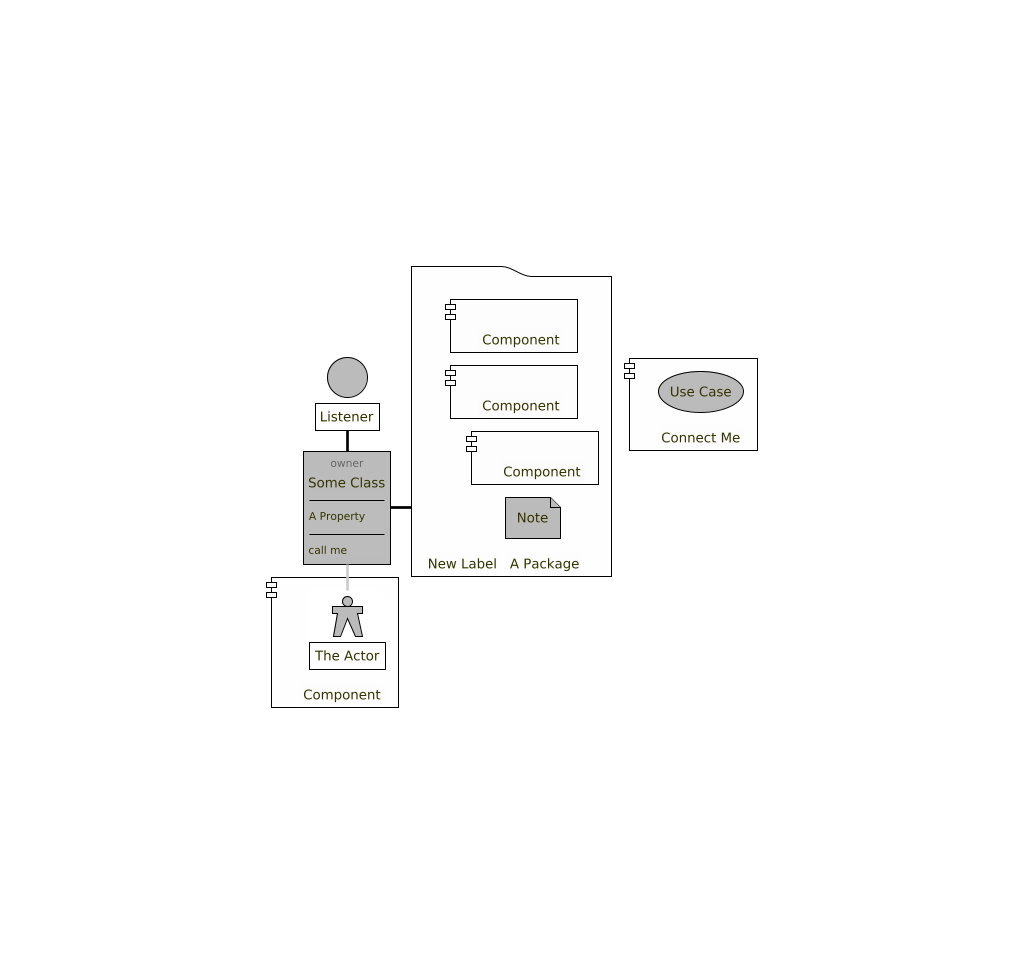 Component
Component
Use Case
Listener
Connect Me
owner
Some Class
Component
A Property
Note
call me
New Label A Package
The Actor
Component